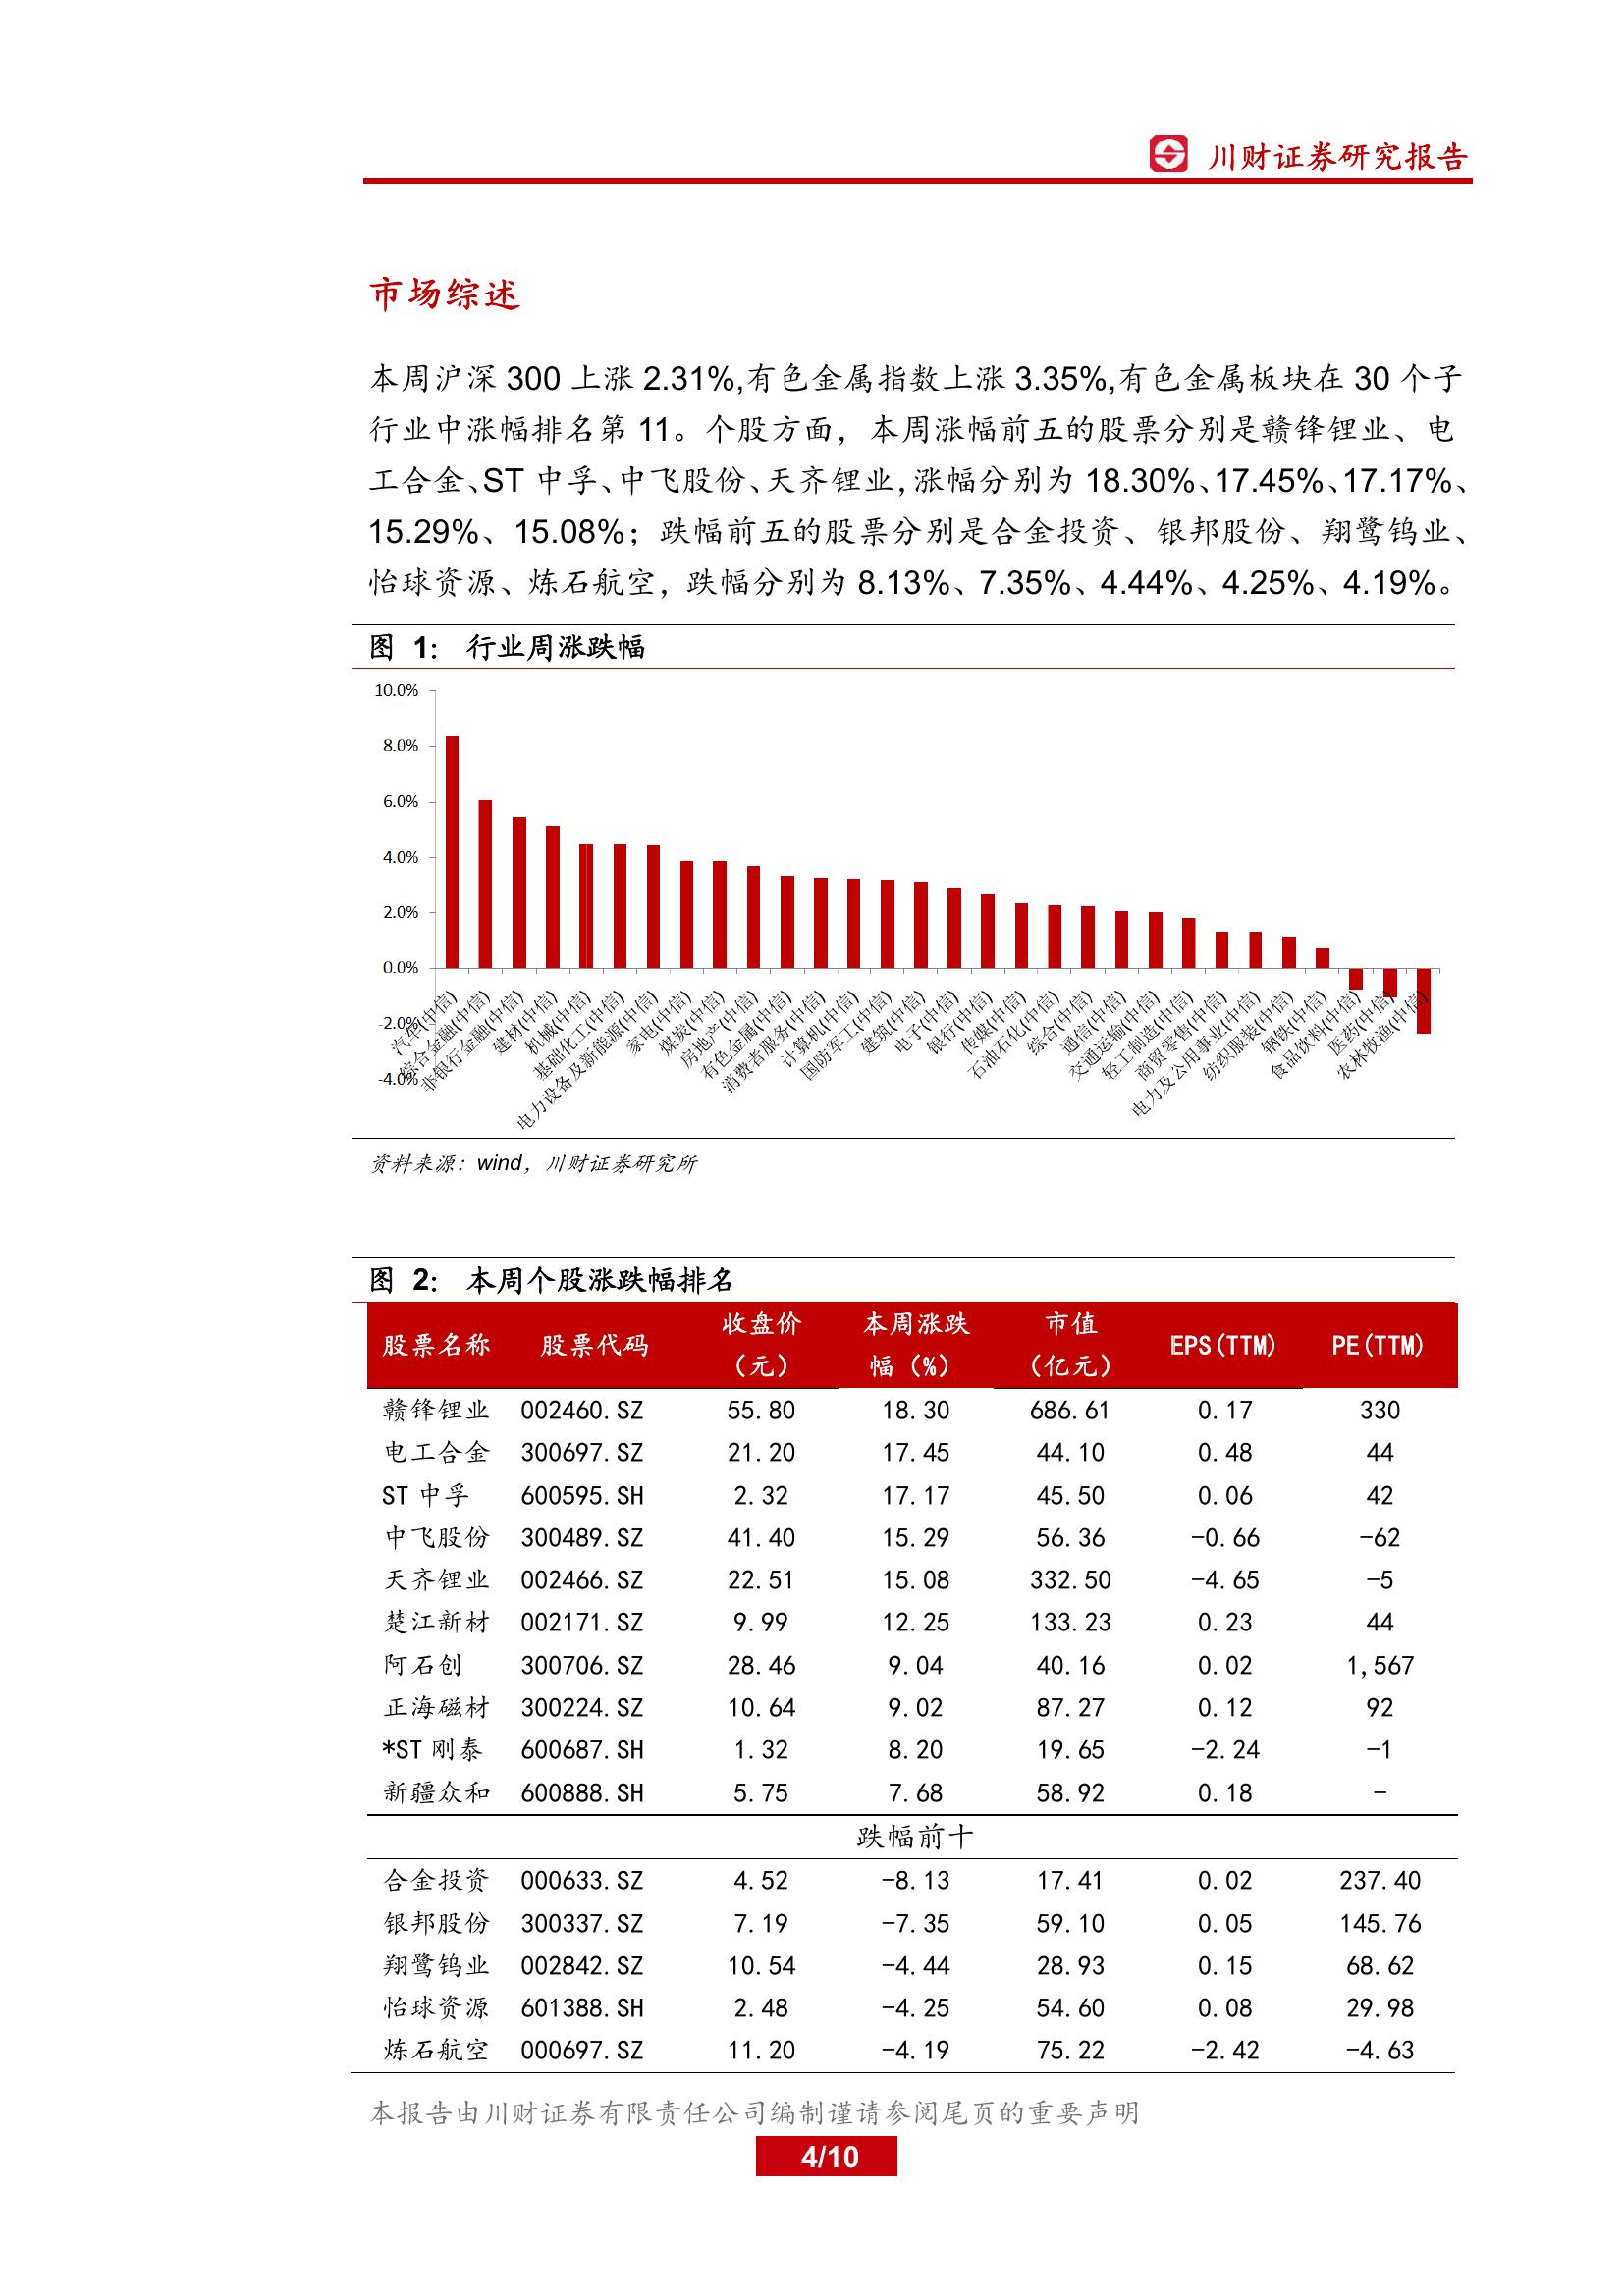 川财证券研究报告
市场综述
本周沪深 300 上涨 2.31%,有色金属指数上涨 3.35%,有色金属板块在 30 个子
行业中涨幅排名第 11。个股方面，本周涨幅前五的股票分别是赣锋锂业、电
工合金、ST 中孚、中飞股份、天齐锂业,涨幅分别为 18.30%、17.45%、17.17%、
15.29%、15.08%；跌幅前五的股票分别是合金投资、银邦股份、翔鹭钨业、
怡球资源、炼石航空，跌幅分别为 8.13%、7.35%、4.44%、4.25%、4.19%。
图 1： 行业周涨跌幅
10.0%
8.0%
6.0%
4.0%
2.0%
0.0%
-2.0%
-4.0%
汽车(中信)
综合金融(中信)
非银行金融(中信)
建材(中信)
机械(中信)
基础化工(中信)
电力设备及新能源(中信)
家电(中信)
煤炭(中信)
房地产(中信)
有色金属(中信)
消费者服务(中信)
计算机(中信)
国防军工(中信)
建筑(中信)
电子(中信)
银行(中信)
传媒(中信)
石油石化(中信)
综合(中信)
通信(中信)
交通运输(中信)
轻工制造(中信)
商贸零售(中信)
电力及公用事业(中信)
纺织服装(中信)
钢铁(中信)
食品饮料(中信)
医药(中信)
农林牧渔(中信)
资料来源：wind，川财证券研究所
图 2： 本周个股涨跌幅排名
股票名称 股票代码 收盘价（元） 本周涨跌幅（%） 市值（亿元） EPS(TTM) PE(TTM)
赣锋锂业 002460.SZ 55.80 18.30 686.61 0.17 330
电工合金 300697.SZ 21.20 17.45 44.10 0.48 44
ST 中孚 600595.SH 2.32 17.17 45.50 0.06 42
中飞股份 300489.SZ 41.40 15.29 56.36 -0.66 -62
天齐锂业 002466.SZ 22.51 15.08 332.50 -4.65 -5
楚江新材 002171.SZ 9.99 12.25 133.23 0.23 44
阿石创 300706.SZ 28.46 9.04 40.16 0.02 1,567
正海磁材 300224.SZ 10.64 9.02 87.27 0.12 92
*ST 刚泰 600687.SH 1.32 8.20 19.65 -2.24 -1
新疆众和 600888.SH 5.75 7.68 58.92 0.18 -
跌幅前十
合金投资 000633.SZ 4.52 -8.13 17.41 0.02 237.40
银邦股份 300337.SZ 7.19 -7.35 59.10 0.05 145.76
翔鹭钨业 002842.SZ 10.54 -4.44 28.93 0.15 68.62
怡球资源 601388.SH 2.48 -4.25 54.60 0.08 29.98
炼石航空 000697.SZ 11.20 -4.19 75.22 -2.42 -4.63
本报告由川财证券有限责任公司编制谨请参阅尾页的重要声明
4/10